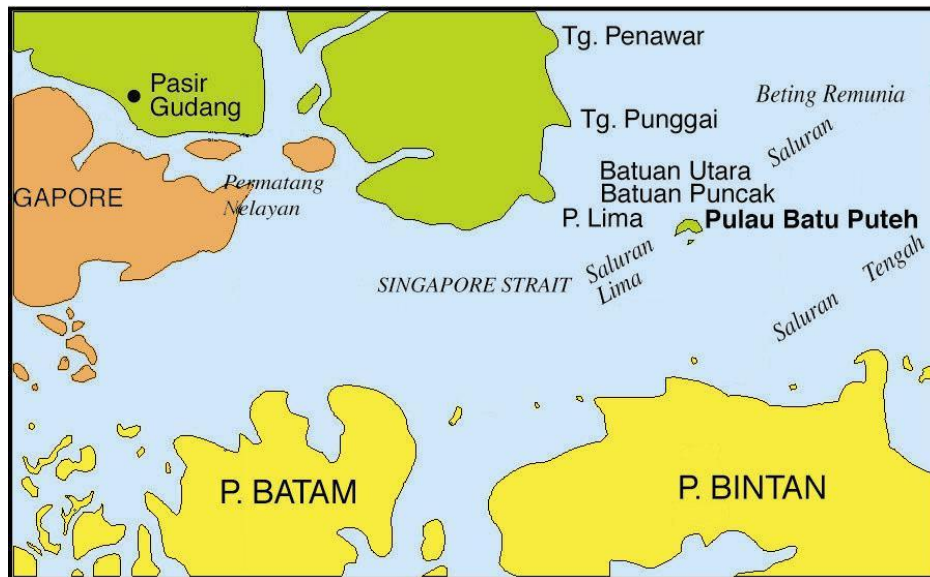 Tg. Penawar
Pasir
Gudang
Beting Remunia
Tg. Punggai
Saluran
Batuan Utara
Permatang
Nelayan
GAPORE
Batuan Puncak
P. Lima
Pulau Batu Puteh
Saluran
Lima
SINGAPORE STRAIT
Saluran Tengah
P. BATAM
P. BINTAN